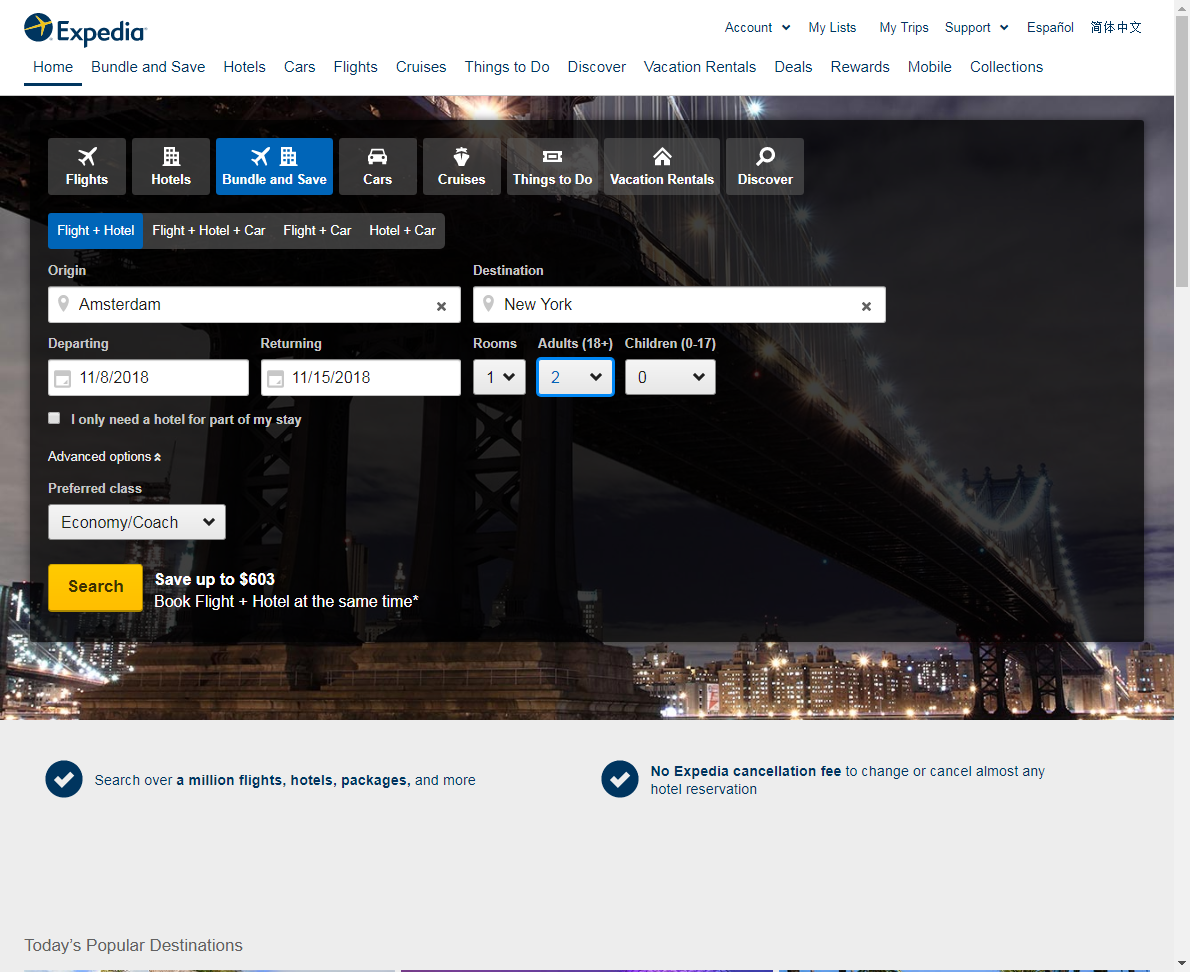 Expedia
Account My Lists My Trips Support Español 简体中文
Home Bundle and Save Hotels Cars Flights Cruises Things to Do Discover Vacation Rentals Deals Rewards Mobile Collections
Flights Hotels Bundle and Save Cars Cruises Things to Do Vacation Rentals Discover
Flight + Hotel Flight + Hotel + Car Flight + Car Hotel + Car
Origin Destination
Amsterdam New York
Departing Returning Rooms Adults (18+) Children (0-17)
11/8/2018 11/15/2018 1 2 0
I only need a hotel for part of my stay
Advanced options
Preferred class
Economy/Coach
Search
Save up to $603
Book Flight + Hotel at the same time*
Search over a million flights, hotels, packages, and more
No Expedia cancellation fee to change or cancel almost any
hotel reservation
Today's Popular Destinations